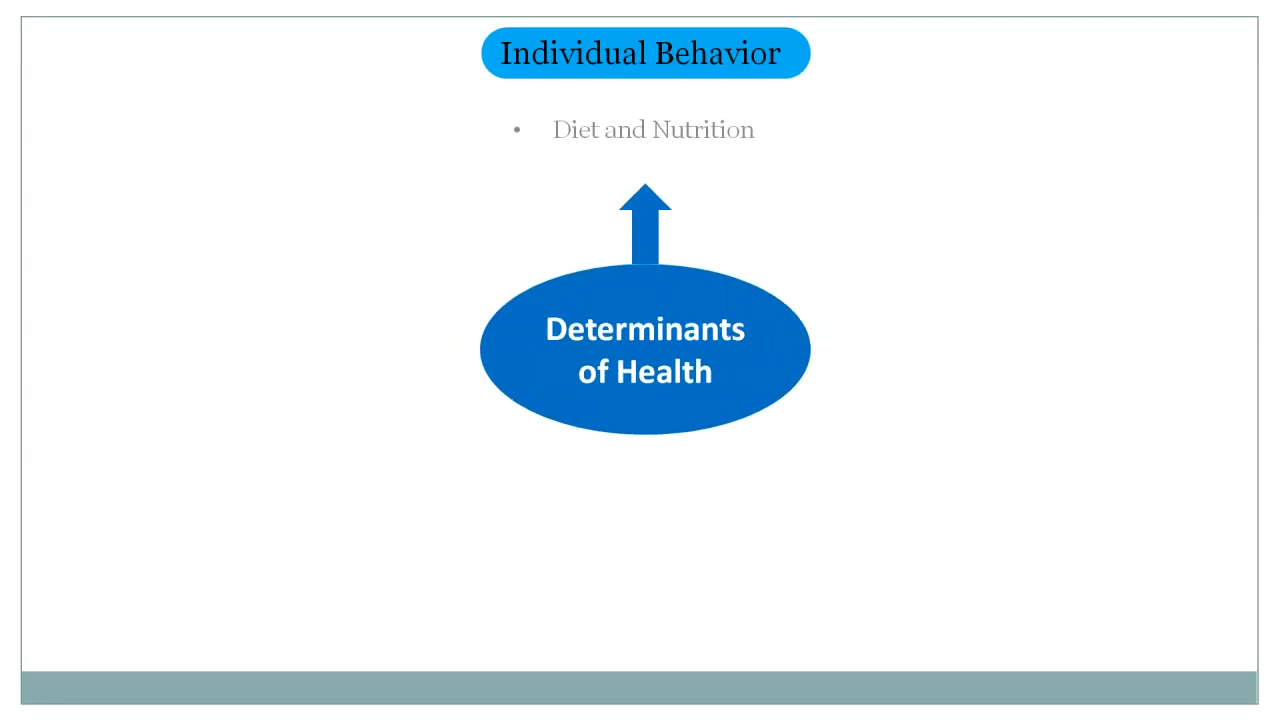 Individual Behavior
• Diet and Nutrition
Determinants
of Health